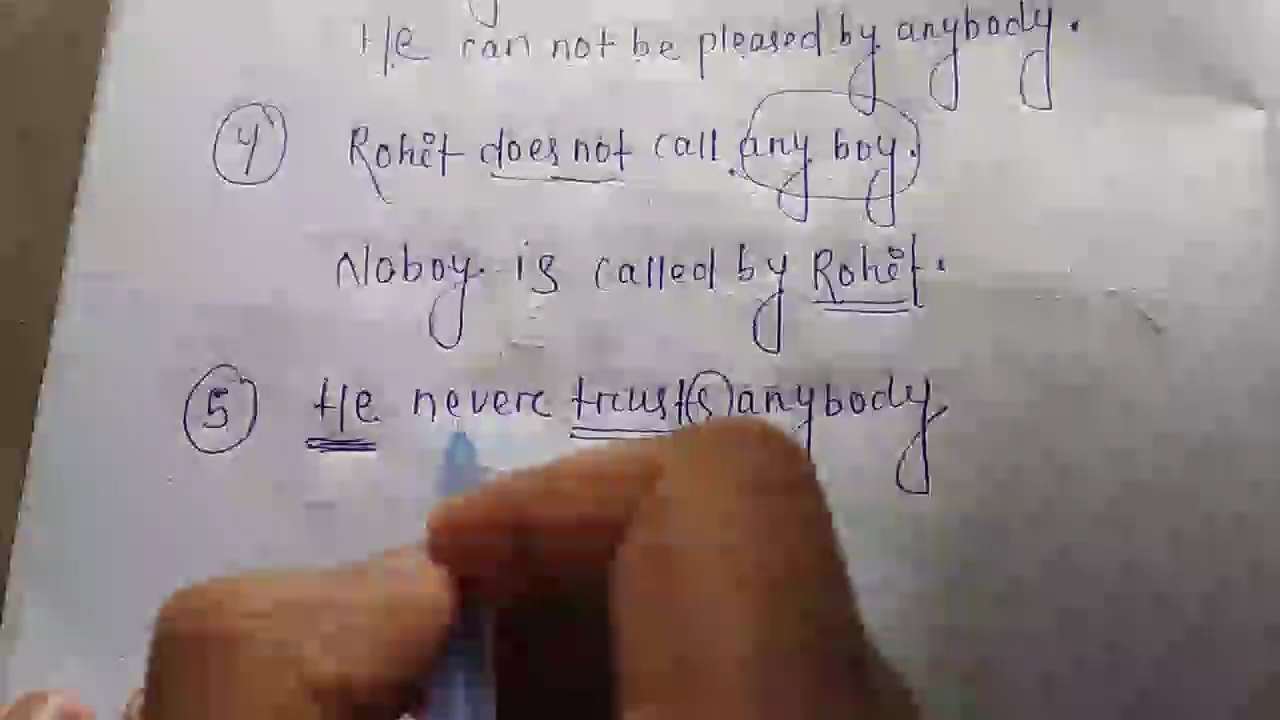 He can not be pleased by anybody.
4 Rohit does not call any boy.
Noboy is called by Rohit.
5 He never trusts anybody